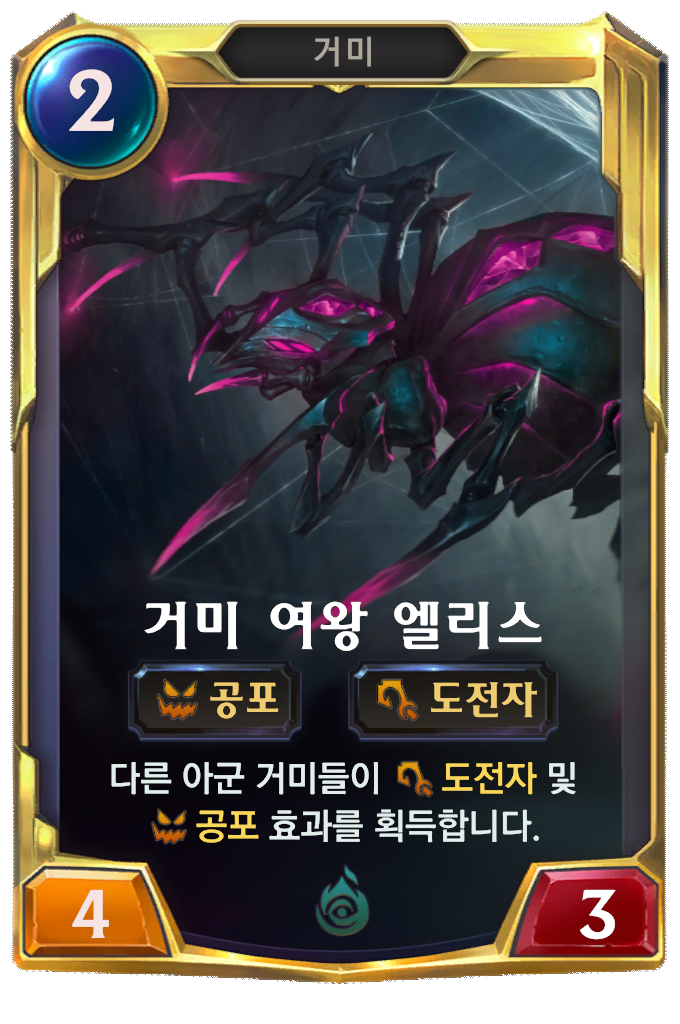 거미
2
거미 여왕 엘리스
공포 도전자
다른 아군 거미들이 도전자 및
공포 효과를 획득합니다.
4 3